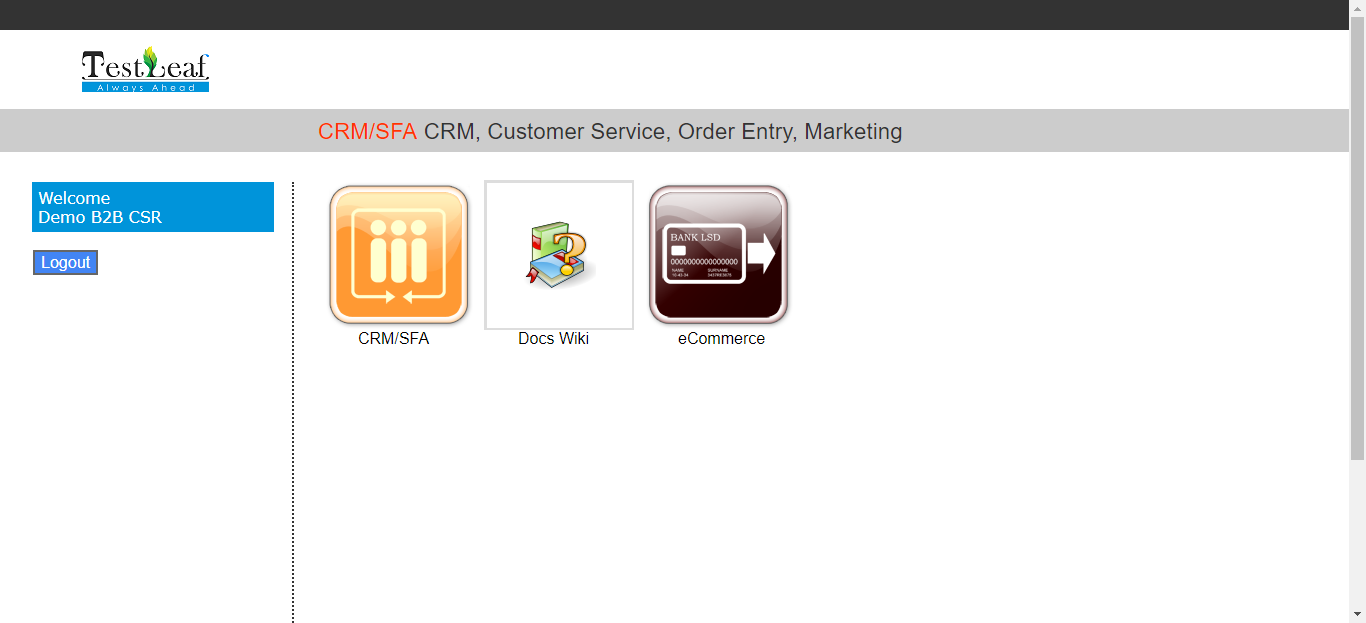 TestLeaf
Always Ahead
CRM/SFA CRM, Customer Service, Order Entry, Marketing
Welcome
Demo B2B CSR
Logout
BANK LSD
0000000000000000
NAME SURNAME
CRM/SFA
Docs Wiki
eCommerce